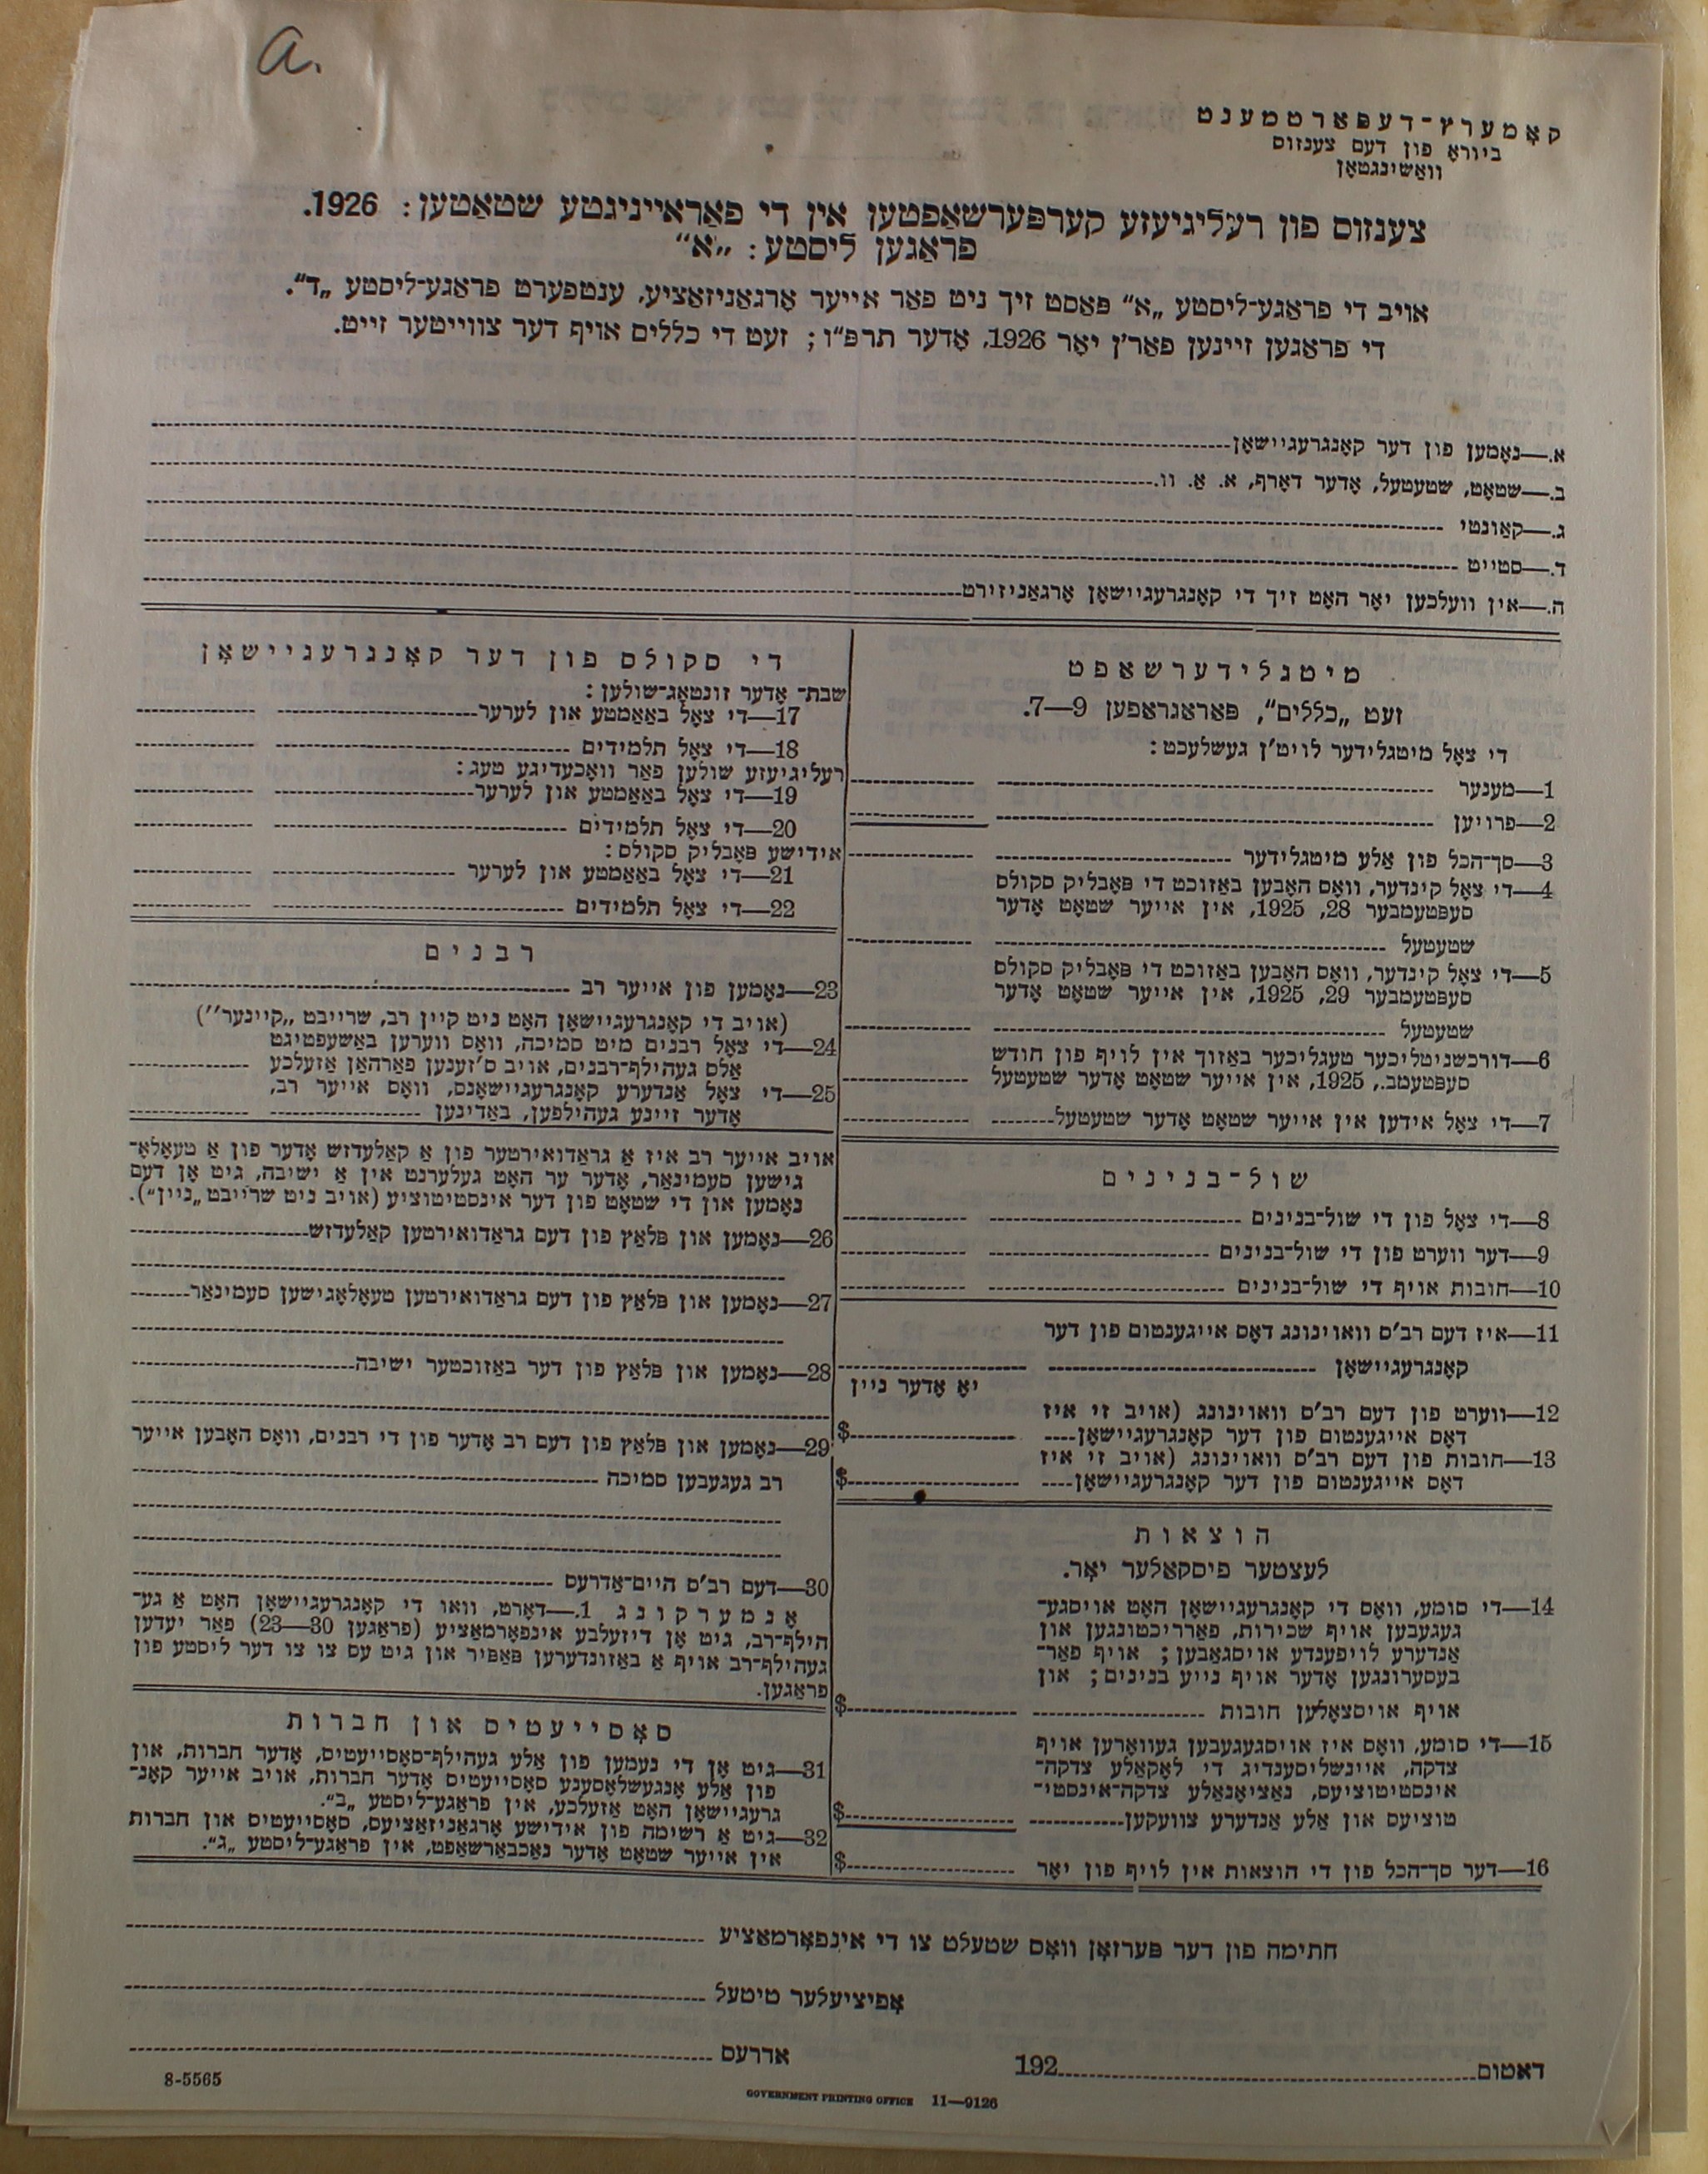 a.
קאָמערץ־דעפּאַרטמענט
ביוראָ פון דעם צענזוס
וואַשינגטאָן
צענזוס פון רעליגיעזע קערפּערשאַפטען אין די פאַראייניגטע שטאַטען: 1926.
פראַגען ליסטע: „א“
אויב די פראַגע־ליסטע „א“ פּאַסט זיך ניט פאַר אייער אָרגאַניזאַציע, ענטפערט פראַגע־ליסטע „ד“.
די פראַגען זיינען פאַר׳ן יאָר 1926, אָדער תרפ״ו; זעט די כללים אויף דער צווייטער זייט.
א.—נאָמען פון דער קאָנגרעגיישאָן
ב.—שטאָט, שטעטעל, אָדער דאָרף, א. אַ. וו.
ג.—קאַונטי
ד.—סטייט
ה.—אין וועלכען יאָר האָט זיך די קאָנגרעגיישאָן אָרגאַניזירט
מיטגלידערשאַפט
זעט „כללים“, פּאַראַגראַפען 9—7.
די צאָל מיטגלידער לויט׳ן געשלעכט:
1—מענער
2—פרויען
3—סך־הכל פון אַלע מיטגלידער
4—די צאָל קינדער, וואָס האָבען באַזוכט די פּאָבליק סקולס
סעפּטעמבער 28, 1925, אין אייער שטאָט אָדער
שטעטעל
5—די צאָל קינדער, וואָס האָבען באַזוכט די פּאָבליק סקולס
סעפּטעמבער 29, 1925, אין אייער שטאָט אָדער
שטעטעל
6—דורכשניטליכער טעגליכער באַזוך אין לויף פון חודש
סעפּטעמב., 1925, אין אייער שטאָט אָדער שטעטעל
7—די צאָל אידען אין אייער שטאָט אָדער שטעטעל
שול־בנינים
8—די צאָל פון די שול־בנינים
9—דער ווערט פון די שול־בנינים
10—חובות אויף די שול־בנינים
11—איז דעם רב׳ס וואוינונג דאָס אייגענטום פון דער
קאָנגרעגיישאָן
יאָ אָדער ניין
12—ווערט פון דעם רב׳ס וואוינונג (אויב זי איז
דאָס אייגענטום פון דער קאָנגרעגיישאָן $
13—חובות פון דעם רב׳ס וואוינונג (אויב זי איז
דאָס אייגענטום פון דער קאָנגרעגיישאָן $
הוצאות
לעצטער פיסקאַלער יאָר.
14—די סומע, וואָס די קאָנגרעגיישאָן האָט אויסגע־
געגעבען אויף שכירות, פאַרריכטונגען און
אַנדערע לויפענדע אויסגאַבען; אויף פאַר־
בעסערונגען אָדער אויף נייע בנינים; און
אויף אויסצאָלען חובות $
15—די סומע, וואָס איז אויסגעגעבען געוואָרען אויף
צדקה, איינשליסענדיג די לאָקאַלע צדקה־
אינסטיטוציעס, נאַציאָנאַלע צדקה־אינסטי־
טוציעס און אַלע אַנדערע צוועקען $
16—דער סך־הכל פון די הוצאות אין לויף פון יאָר $
די סקולס פון דער קאָנגרעגיישאָן
שבת־ אָדער זונטאָג־שולען:
17—די צאָל באַאַמטע און לערער
18—די צאָל תלמידים
רעליגיעזע שולען פאַר וואָכעדיגע טעג:
19—די צאָל באַאַמטע און לערער
20—די צאָל תלמידים
אידישע פּאָבליק סקולס:
21—די צאָל באַאַמטע און לערער
22—די צאָל תלמידים
רבנים
23—נאָמען פון אייער רב
(אויב די קאָנגרעגיישאָן האָט ניט קיין רב, שרייבט „קיינער׳׳)
24—די צאָל רבנים מיט סמיכה, וואָס ווערען באַשעפטיגט
אַלס געהילף־רבנים, אויב ס׳זענען פאַרהאַן אַזעלכע
25—די צאָל אַנדערע קאָנגרעגיישאָנס, וואָס אייער רב,
אָדער זיינע געהילפען, באַדינען
אויב אייער רב איז אַ גראַדואירטער פון אַ קאַלעדזש אָדער פון אַ טעאָלאָ־
גישען סעמינאַר, אָדער ער האָט געלערנט אין אַ ישיבה, גיט אָן דעם
נאָמען און די שטאָט פון דער אינסטיטוציע (אויב ניט שרייבט „ניין“).
26—נאָמען און פּלאַץ פון דעם גראַדואירטען קאַלעדזש
27—נאָמען און פּלאַץ פון דעם גראַדואירטען טעאָלאָגישען סעמינאַר
28—נאָמען און פּלאַץ פון דער באַזוכטער ישיבה
29—נאָמען און פּלאַץ פון דעם רב אָדער פון די רבנים, וואָס האָבען אייער
רב געגעבען סמיכה
30—דעם רב׳ס היים־אַדרעס
אָנמערקונג 1.—דאָרט, וואו די קאָנגרעגיישאָן האָט אַ גע־
הילף־רב, גיט אָן דיזעלבע אינפאָרמאַציע (פראַגען 30—23) פאַר יעדען
געהילף־רב אויף אַ באַזונדערען פּאַפּיר און גיט עס צו צו דער ליסטע פון
פראַגען.
סאָסייעטיס און חברות
31—גיט אָן די נעמען פון אַלע געהילף־סאָסייעטיס, אָדער חברות, און
פון אַלע אָנגעשלאָסענע סאָסייעטיס אָדער חברות, אויב אייער קאָנ־
גרעגיישאָן האָט אַזעלכע, אין פראַגע־ליסטע „ב“.
32—גיט אַ רשימה פון אידישע אָרגאַניזאַציעס, סאָסייעטיס און חברות
אין אייער שטאָט אָדער נאַכבאַרשאַפט, אין פראַגע־ליסטע „ג“.
חתימה פון דער פּערזאָן וואָס שטעלט צו די אינפאָרמאַציע
אָפיציעלער טיטעל
אדרעס
דאַטום 192
8-5565
GOVERNMENT PRINTING OFFICE 11—9126